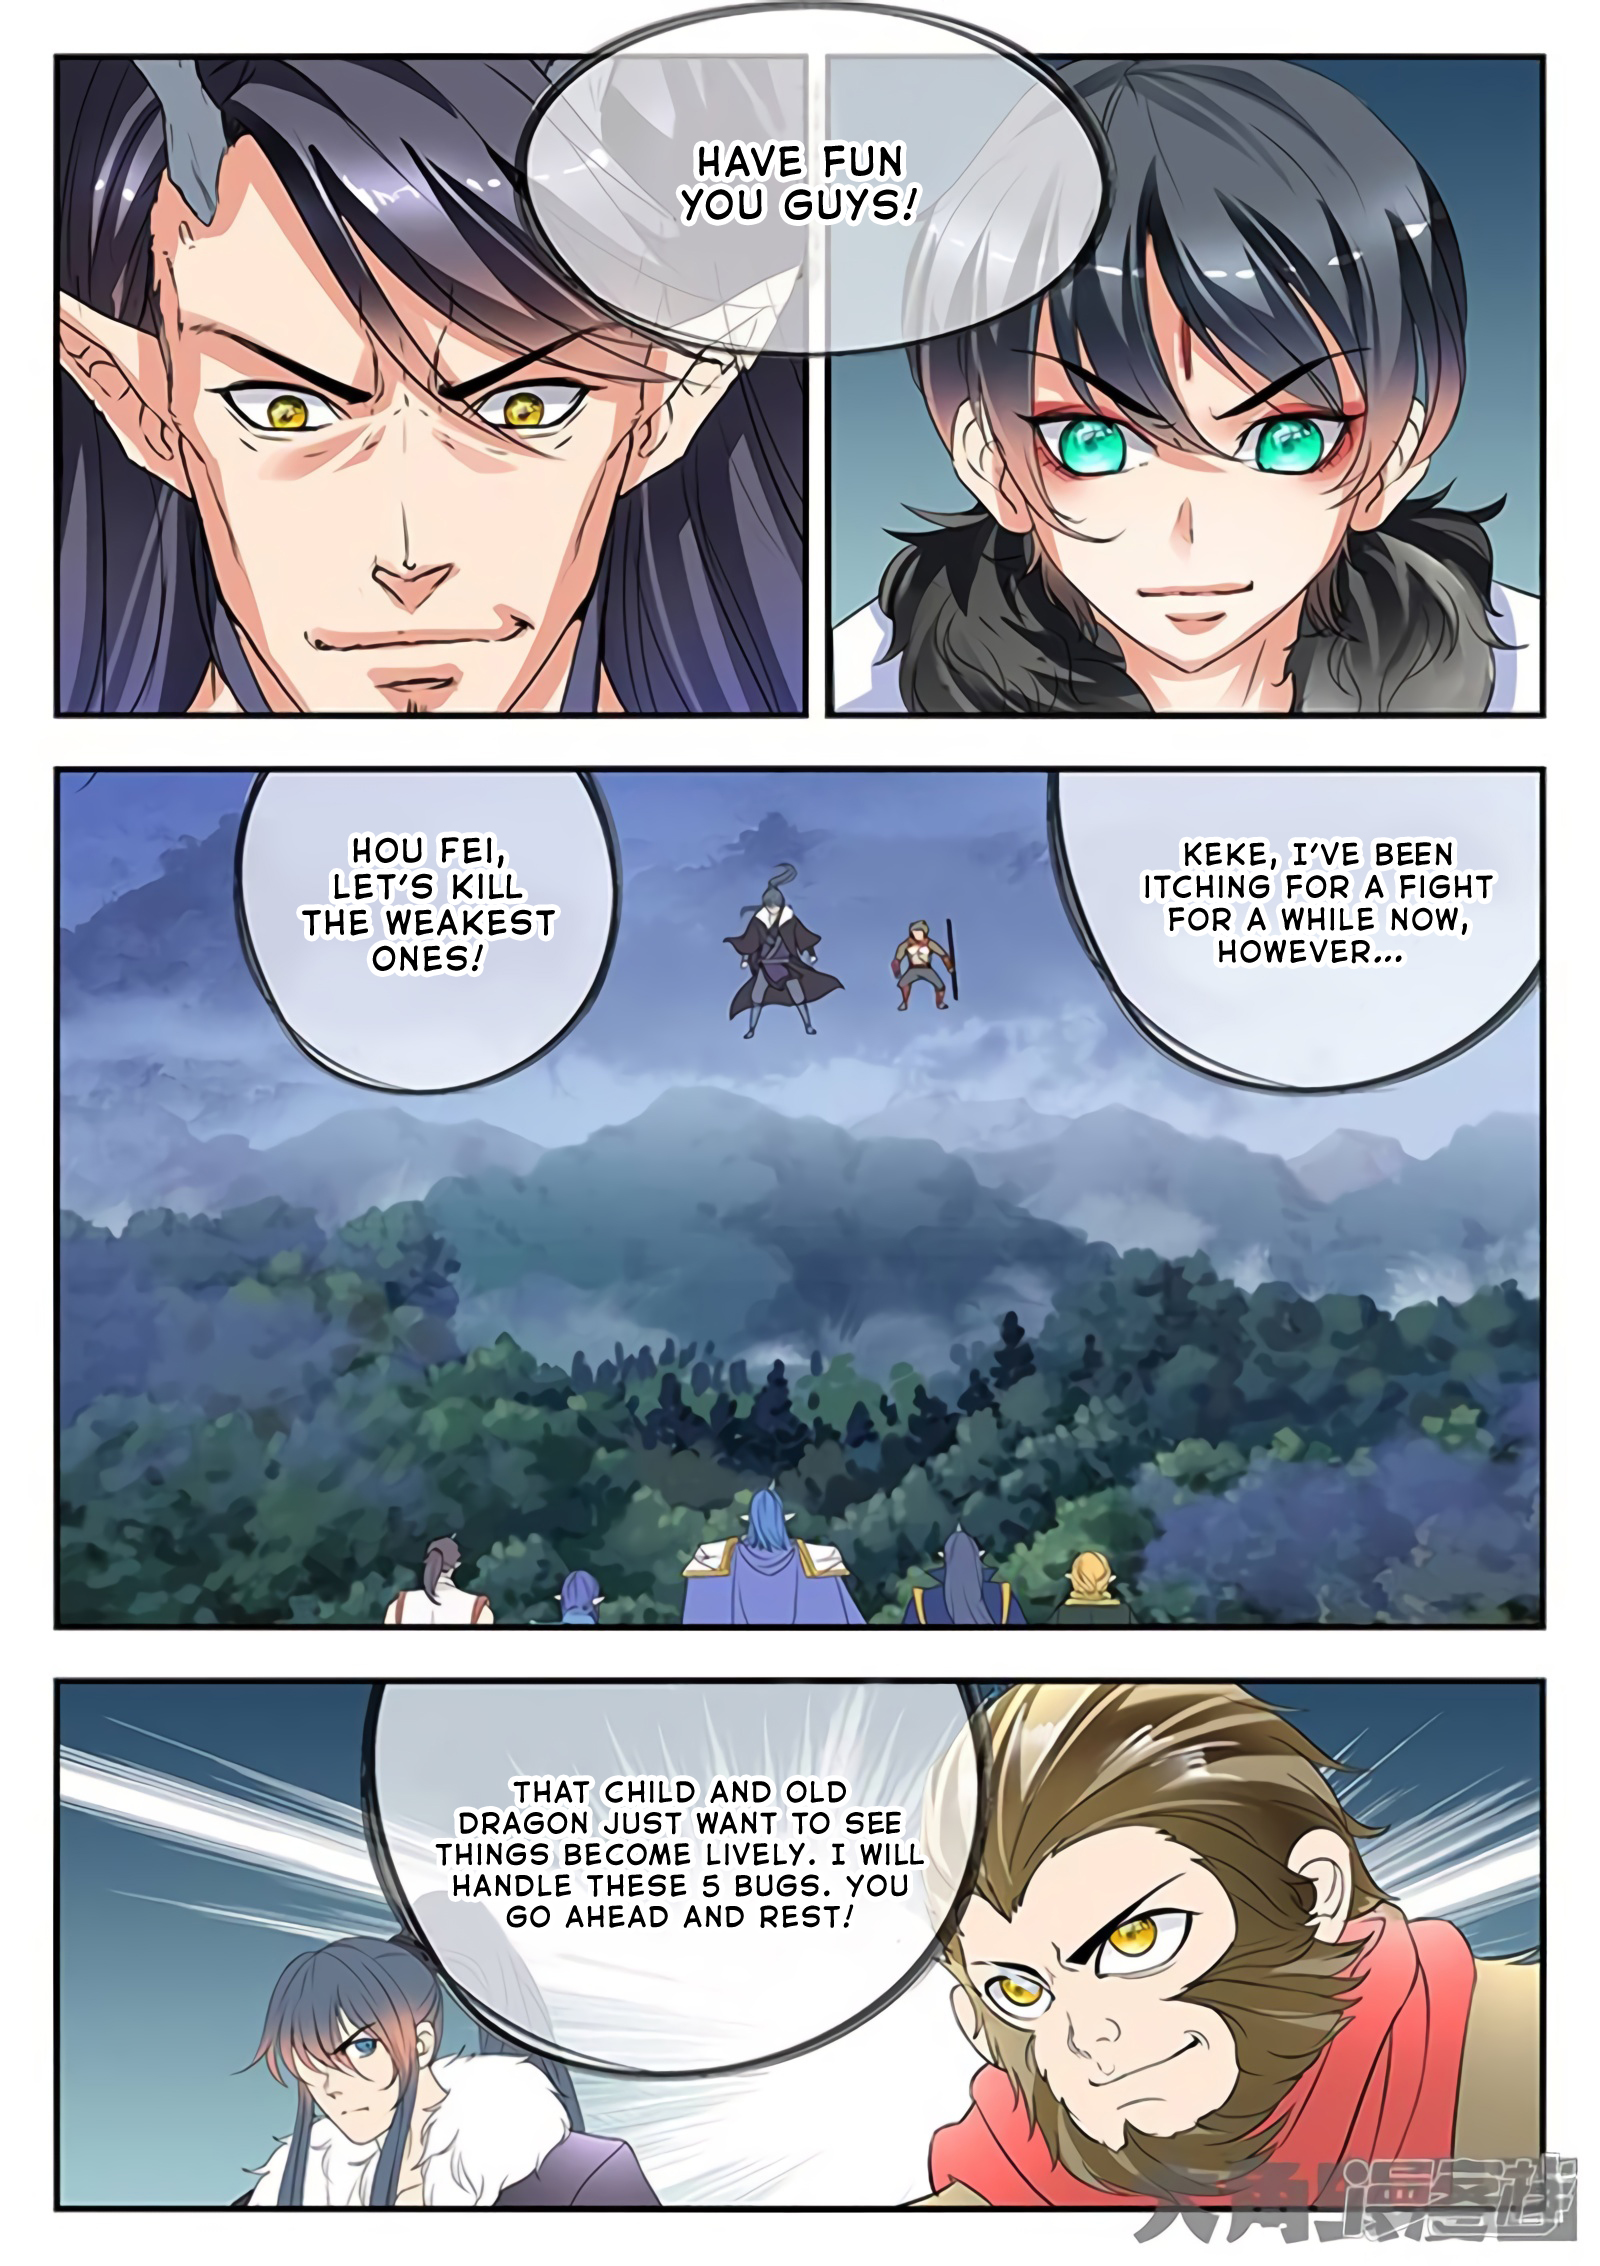 HAVE FUN
YOU GUYS!
HOU FEI,
LET'S KILL
THE WEAKEST
ONES!
KEKE, I'VE BEEN
ITCHING FOR A FIGHT
FOR A WHILE NOW,
HOWEVER...
THAT CHILD AND OLD
DRAGON JUST WANT TO SEE
THINGS BECOME LIVELY. I WILL
HANDLE THESE 5 BUGS. YOU
GO AHEAD AND REST!